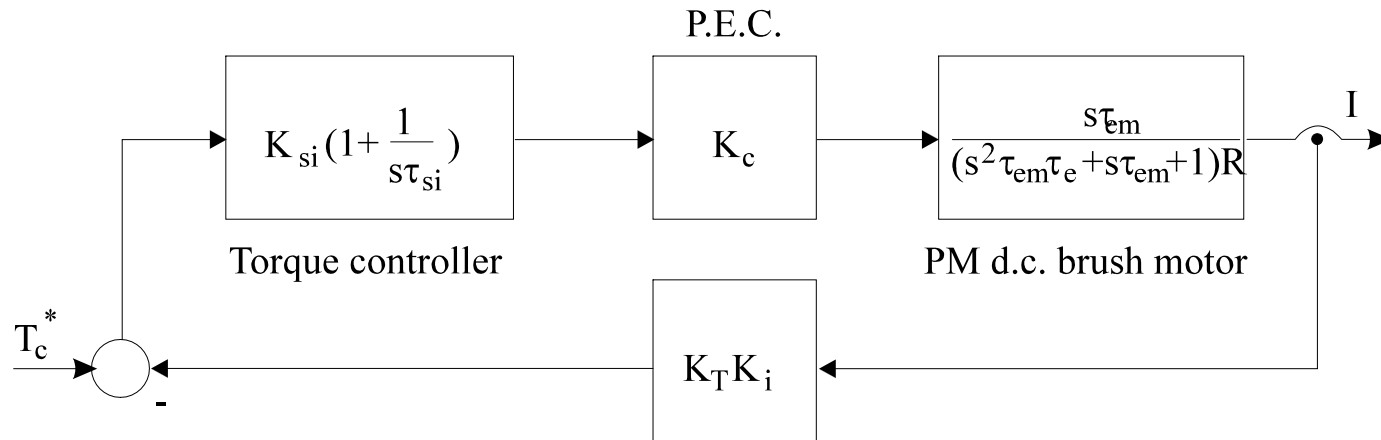 P.E.C.
K_si(1+ 1/sτ_si)
K_c
sτ_em/(s²τ_emτ_e+sτ_em+1)R
I
Torque controller
PM d.c. brush motor
T_c*
K_TK_i
-